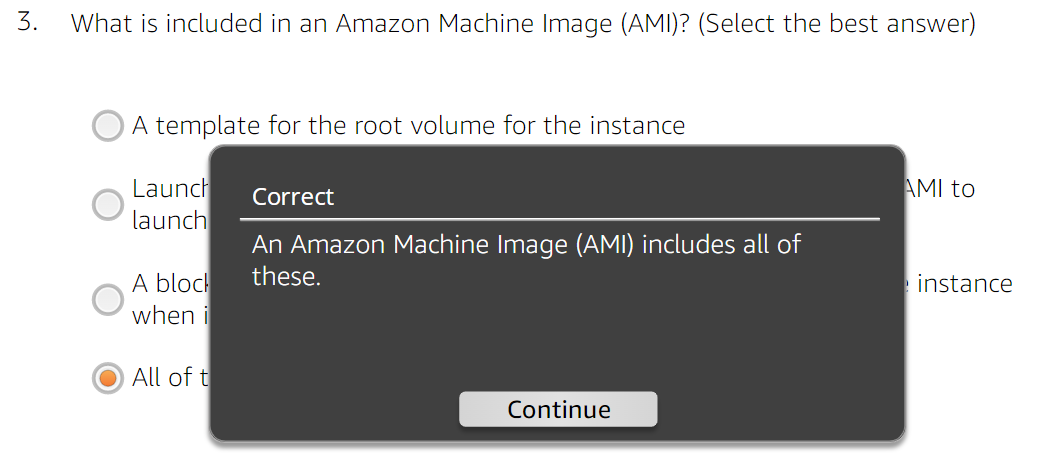 3. What is included in an Amazon Machine Image (AMI)? (Select the best answer)
A template for the root volume for the instance
Launch AMI to
launch
A block instance
when i
All of t
Correct
An Amazon Machine Image (AMI) includes all of
these.
Continue